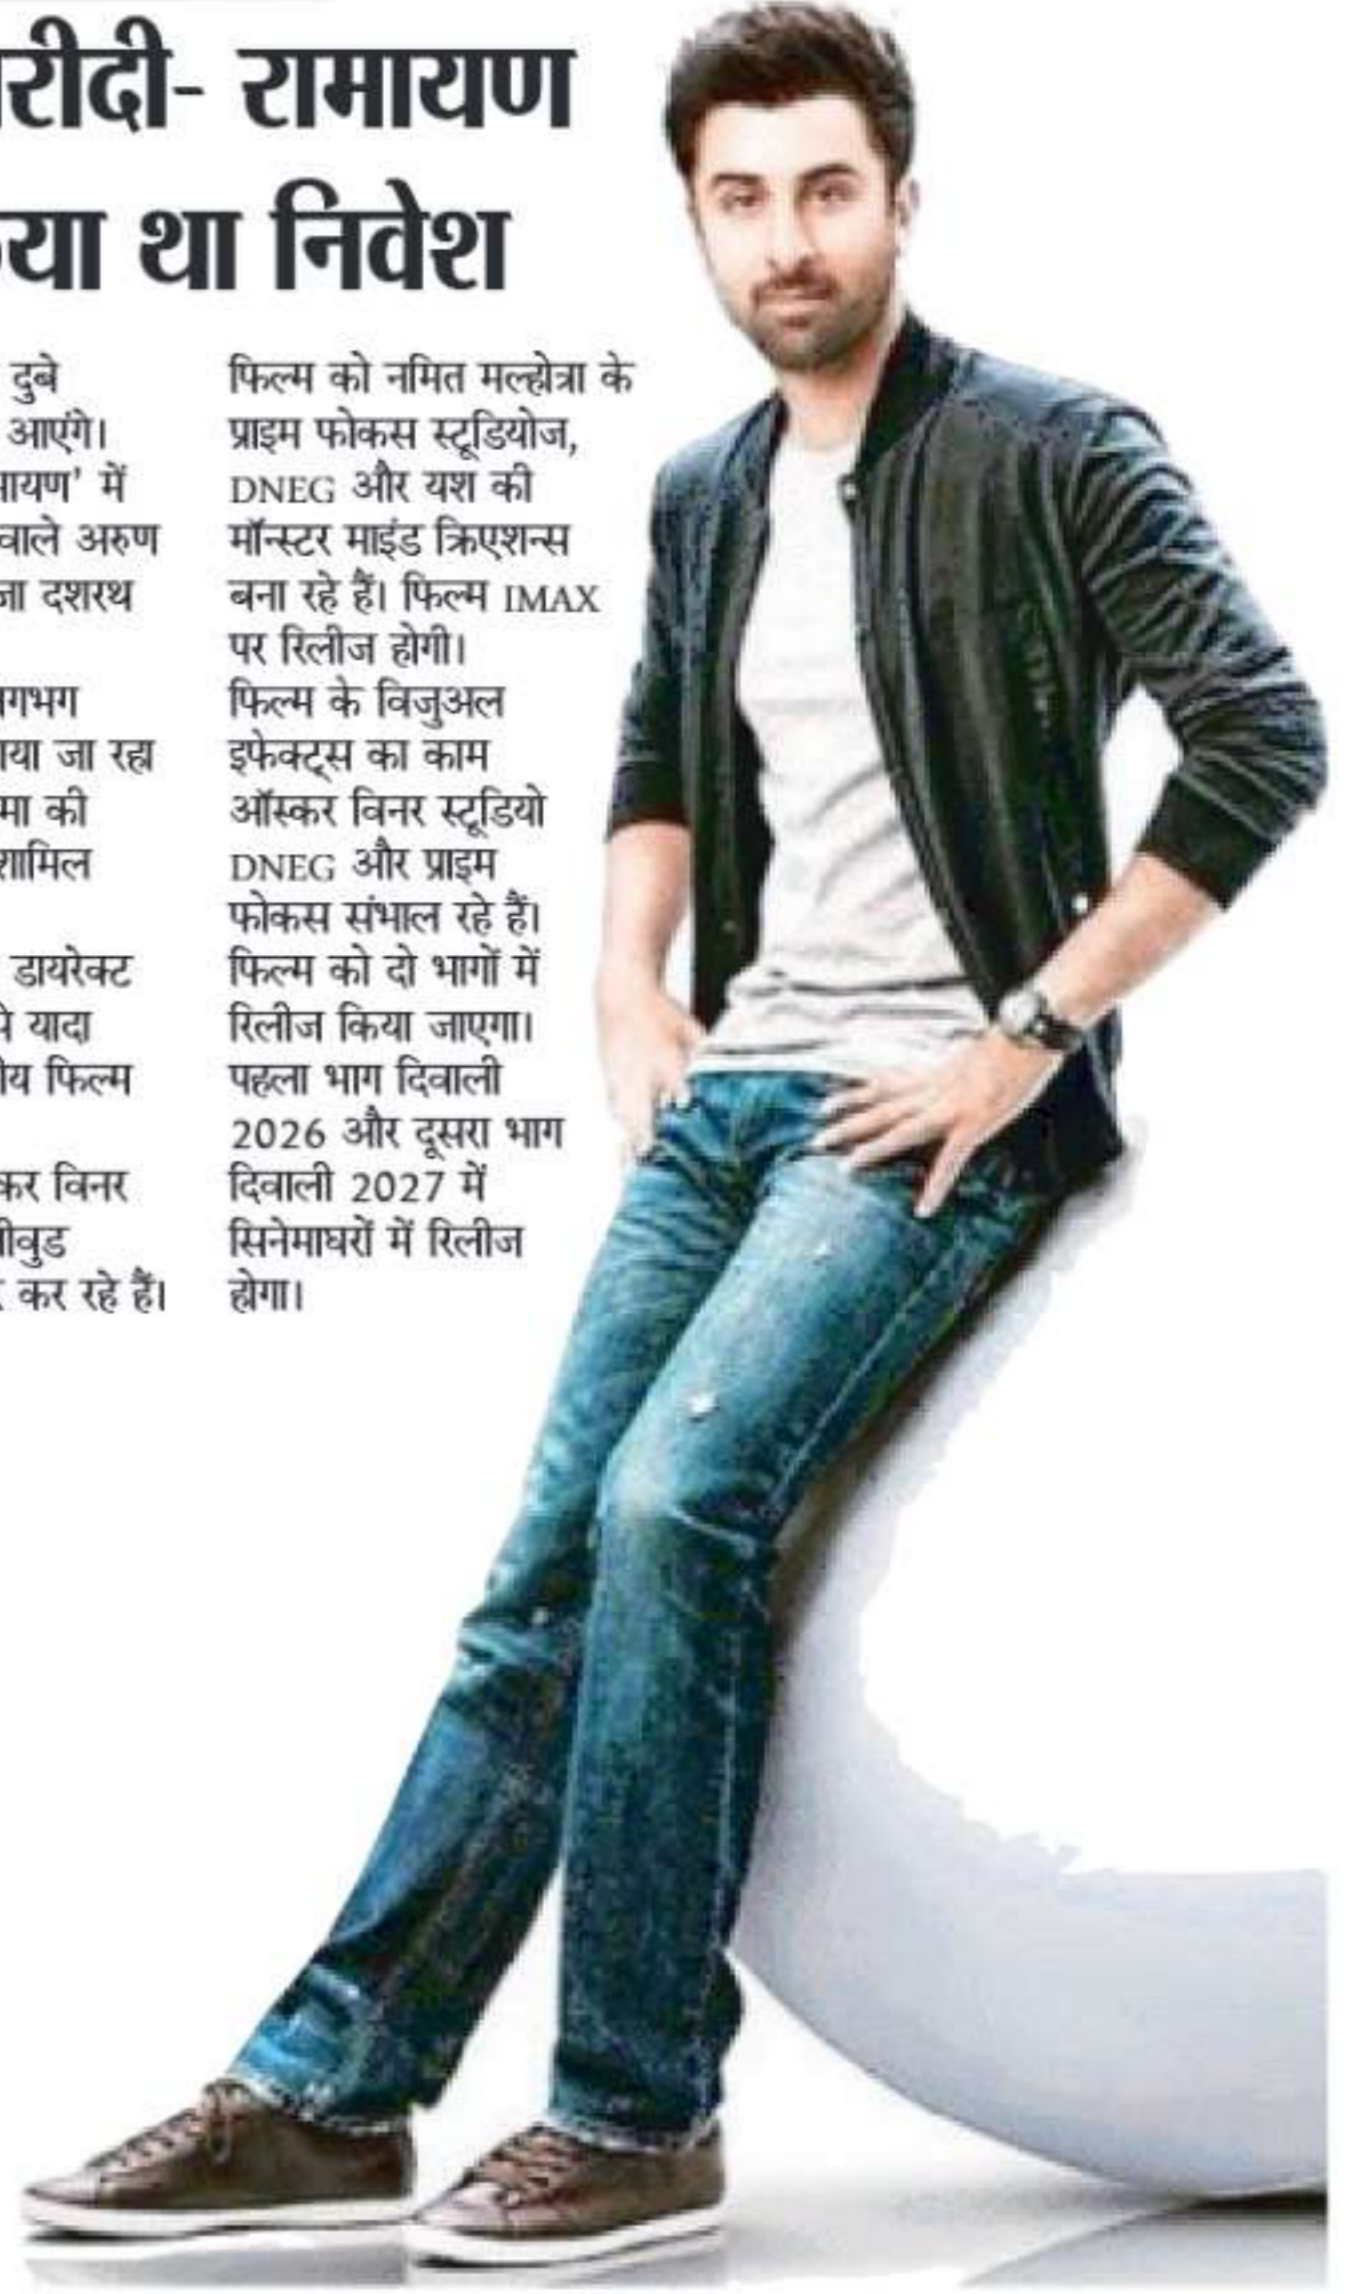 रीदी- रामायण
या था निवेश
दुबे
आएंगे।
मायण' में
वाले अरुण
जा दशरथ
लगभग
या जा रहा
मा की
शामिल
डायरेक्ट
यादा
ीय फिल्म
कर विनर
ीवुड
कर रहे हैं।
फिल्म को नमित मल्होत्रा के
प्राइम फोकस स्टूडियोज,
DNEG और यश की
मॉन्स्टर माइंड क्रिएशन्स
बना रहे हैं। फिल्म IMAX
पर रिलीज होगी।
फिल्म के विजुअल
इफेक्ट्स का काम
ऑस्कर विनर स्टूडियो
DNEG और प्राइम
फोकस संभाल रहे हैं।
फिल्म को दो भागों में
रिलीज किया जाएगा।
पहला भाग दिवाली
2026 और दूसरा भाग
दिवाली 2027 में
सिनेमाघरों में रिलीज
होगा।